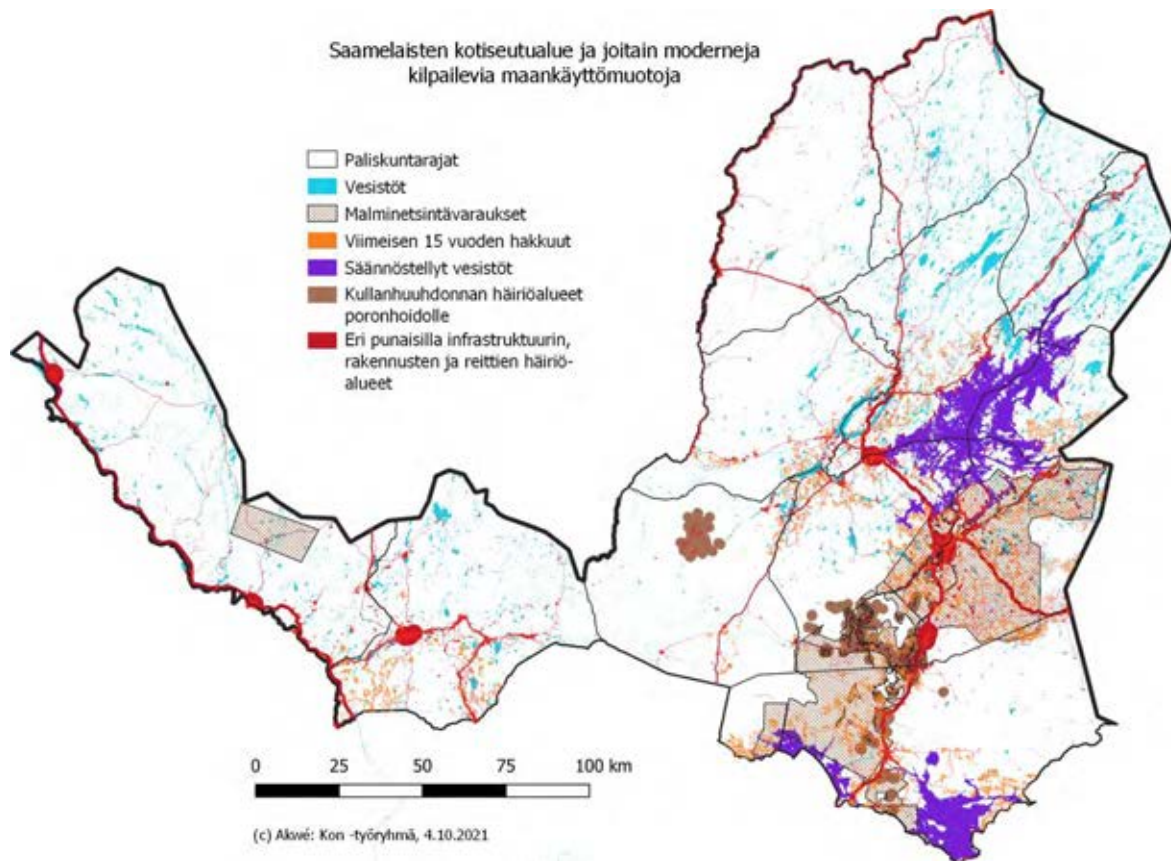 Saamelaisten kotiseutualue ja joitain moderneja
kilpailevia maankäyttömuotoja
Paliskuntarajat
Vesistöt
Malminetsintävaraukset
Viimeisen 15 vuoden hakkuut
Säännöstellyt vesistöt
Kullanhuuhdonnan häiriöalueet
poronhoidolle
Eri punaisilla infrastruktuurin,
rakennusten ja reittien häiriö-
alueet
0 25 50 75 100 km
(c) Akwé: Kon -työryhmä, 4.10.2021